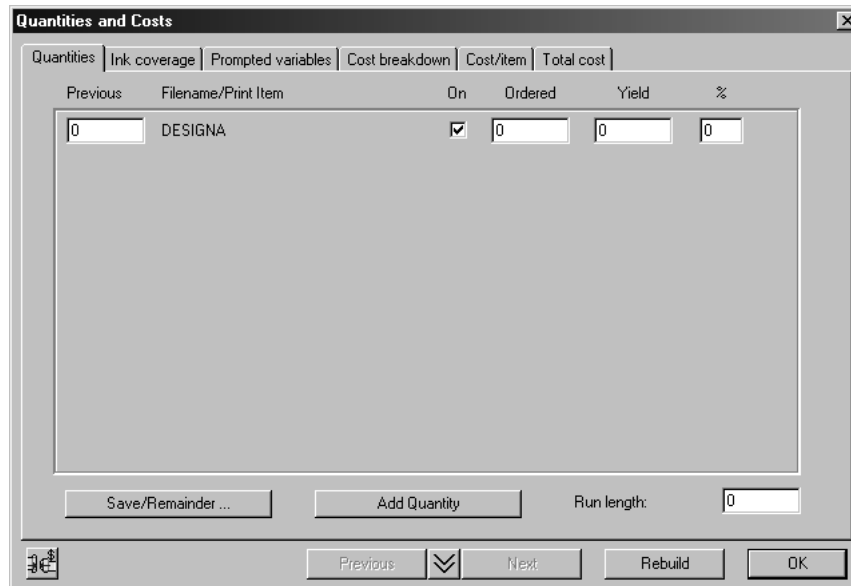 Quantities and Costs
Quantities Ink coverage Prompted variables Cost breakdown Cost/item Total cost
Previous Filename/Print Item On Ordered Yield %
0 DESIGNA 0 0 0
Save/Remainder ... Add Quantity Run length: 0
$
Previous Next Rebuild OK